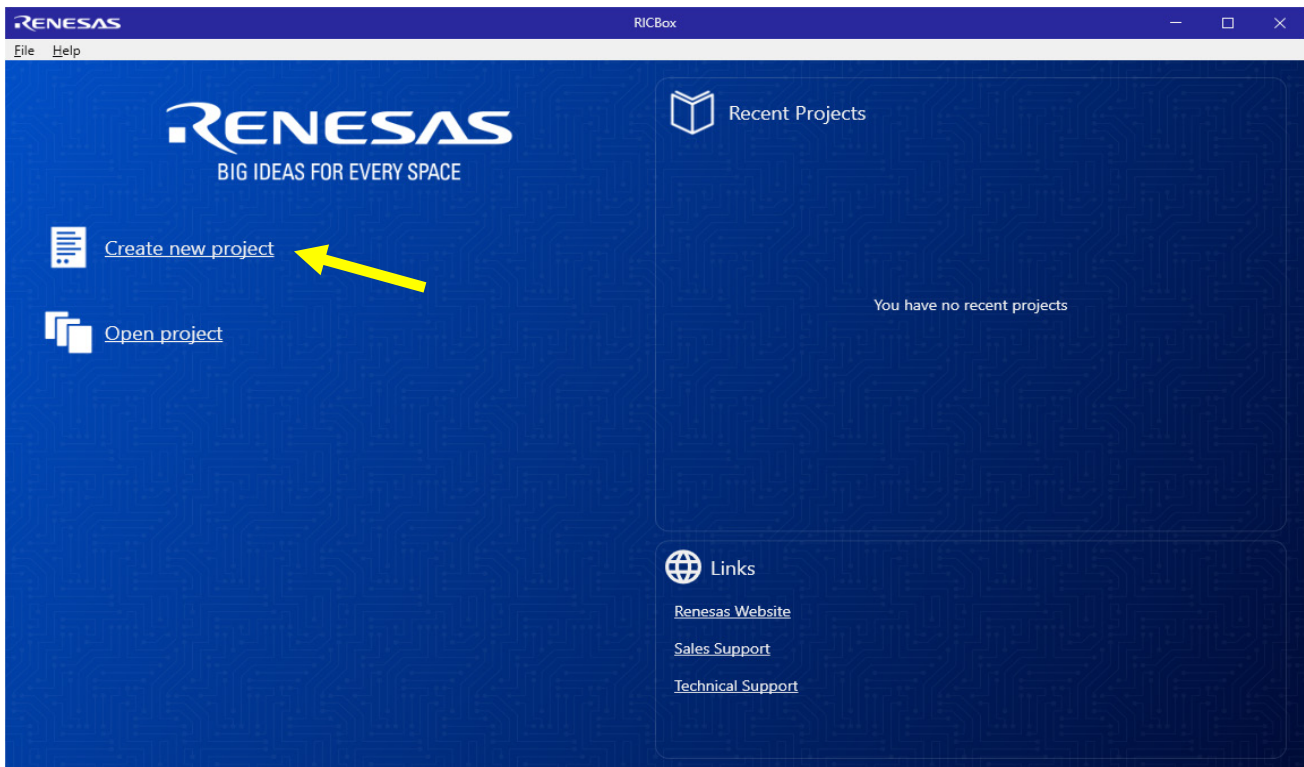 RENESAS
RICBox
File Help
RENESAS
BIG IDEAS FOR EVERY SPACE
Create new project
Open project
Recent Projects
You have no recent projects
Links
Renesas Website
Sales Support
Technical Support